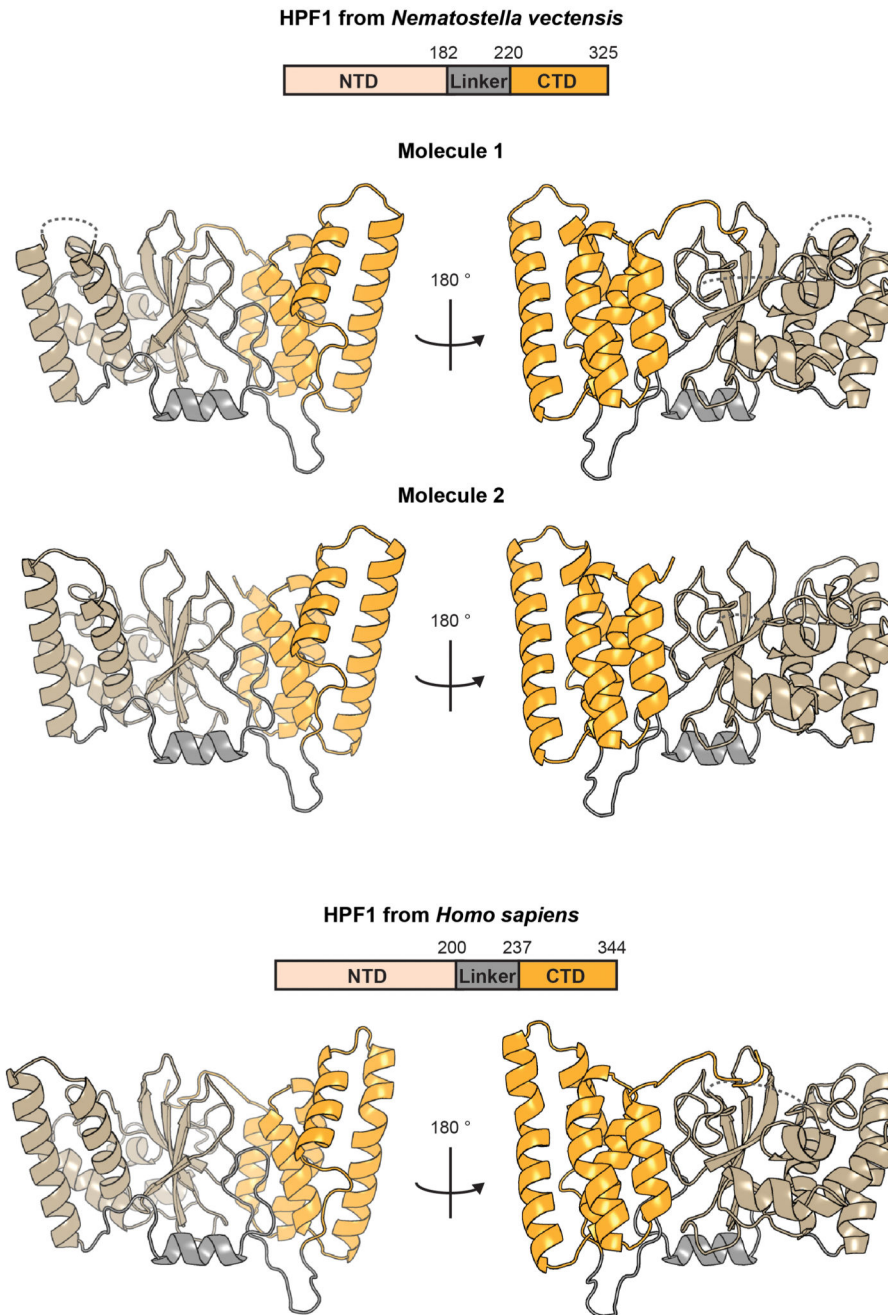 HPF1 from Nematostella vectensis
182 220 325
NTD Linker CTD
Molecule 1
180 °
Molecule 2
180 °
HPF1 from Homo sapiens
200 237 344
NTD Linker CTD
180 °